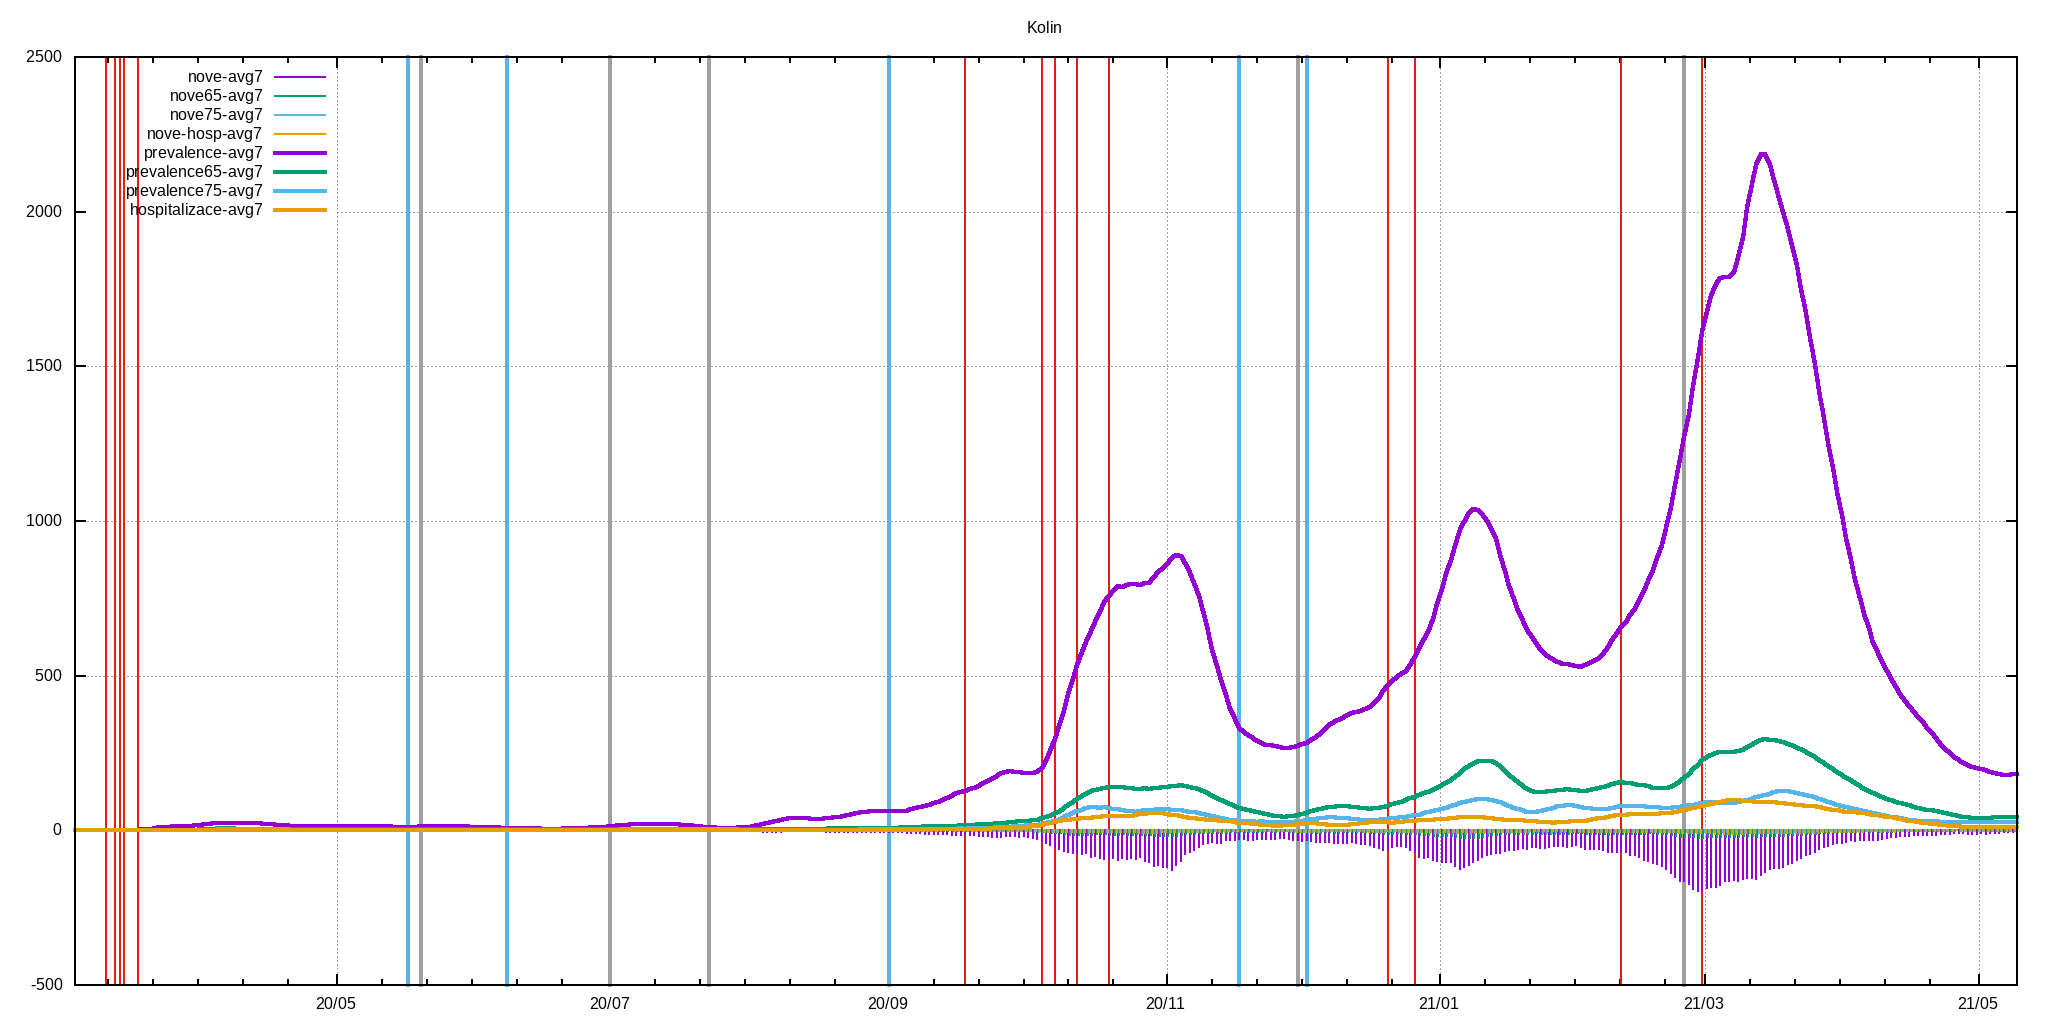 Kolin
2500
2000
1500
1000
500
0
-500
nove-avg7
nove65-avg7
nove75-avg7
nove-hosp-avg7
prevalence-avg7
prevalence65-avg7
prevalence75-avg7
hospitalizace-avg7
20/05 20/07 20/09 20/11 21/01 21/03 21/05